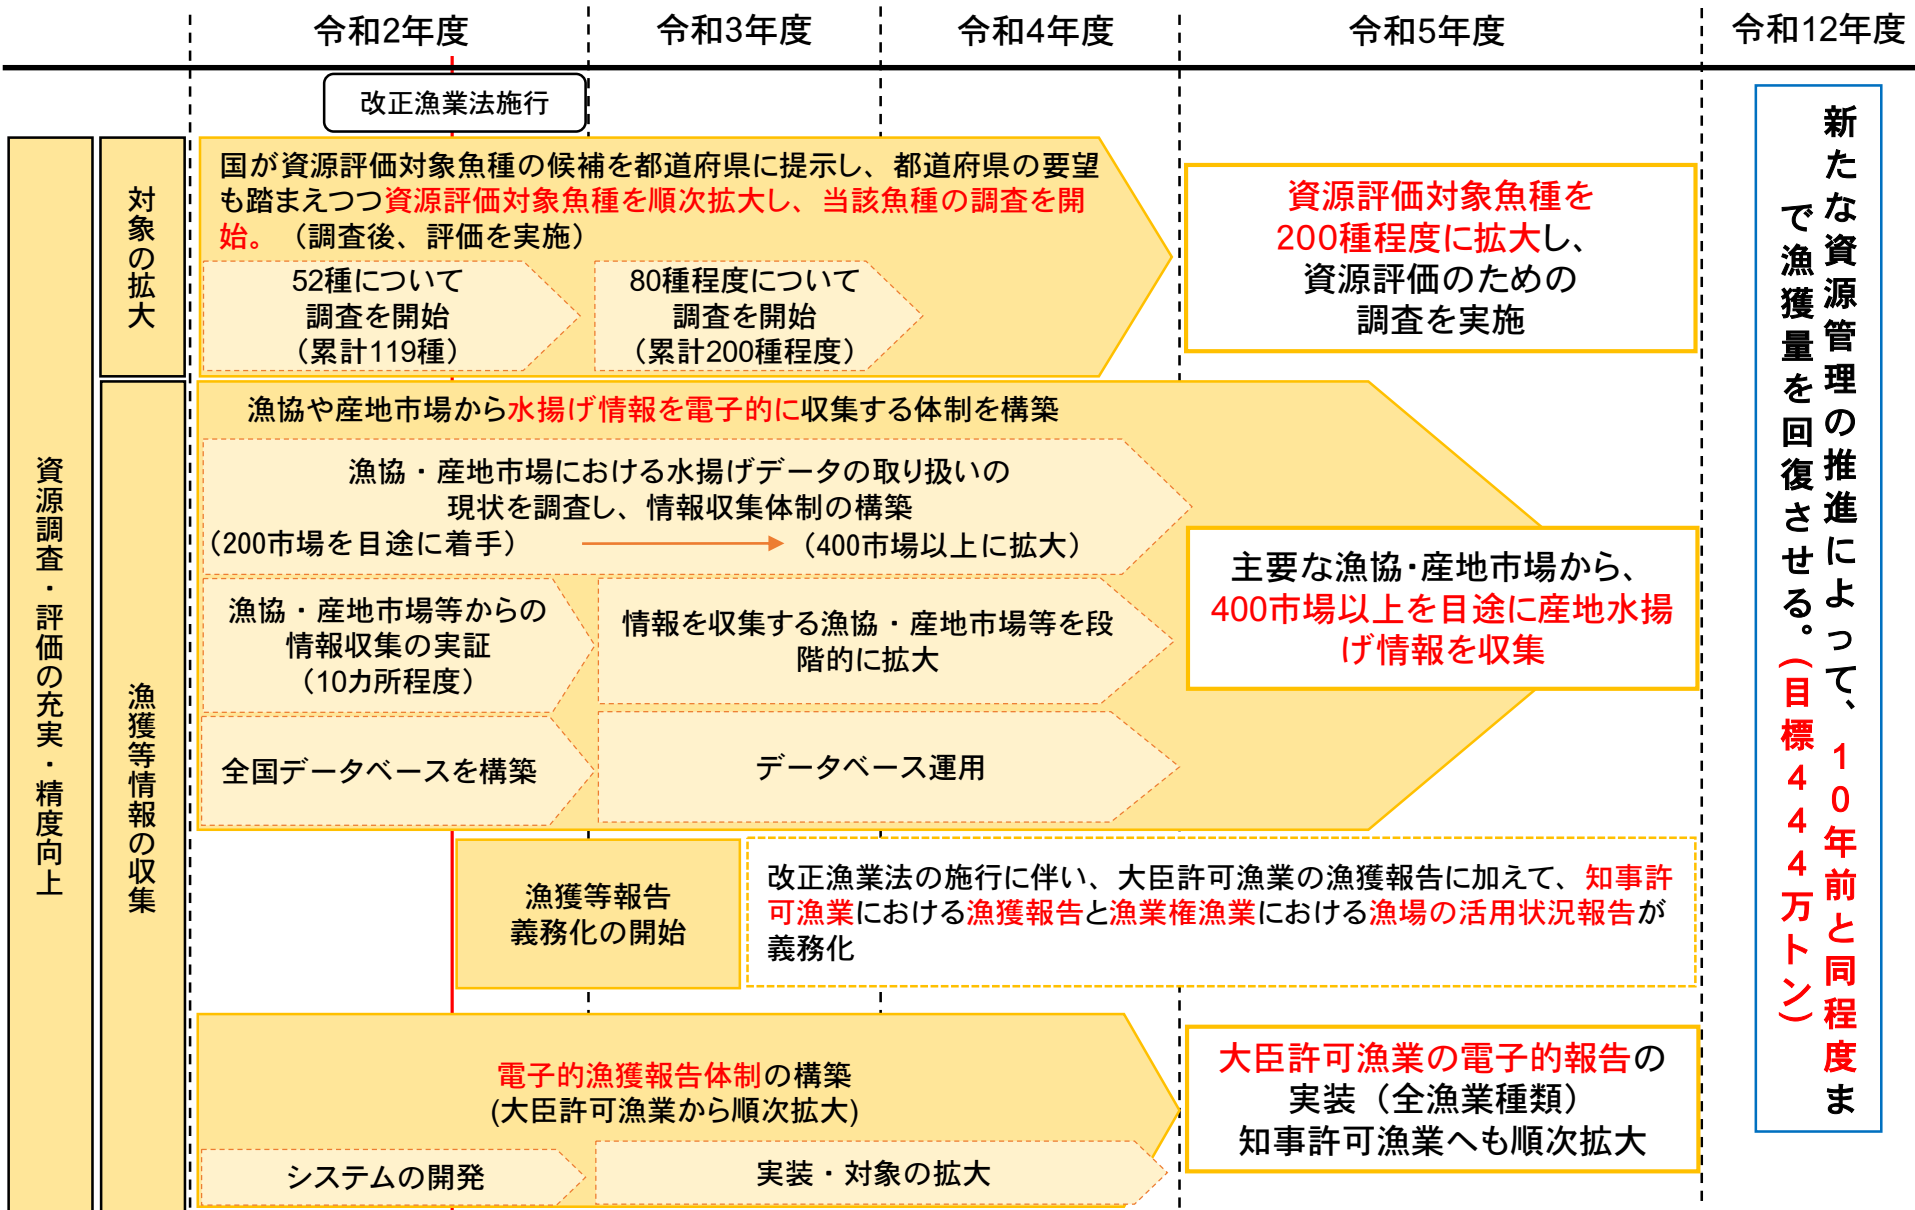 令和2年度
令和3年度
令和4年度
令和5年度
令和12年度
改正漁業法施行
資源調査・評価の充実・精度向上
対象の拡大
国が資源評価対象魚種の候補を都道府県に提示し、都道府県の要望
も踏まえつつ資源評価対象魚種を順次拡大し、当該魚種の調査を開
始。（調査後、評価を実施）
52種について
調査を開始
（累計119種）
80種程度について
調査を開始
（累計200種程度）
資源評価対象魚種を
200種程度に拡大し、
資源評価のための
調査を実施
漁獲等情報の収集
漁協や産地市場から水揚げ情報を電子的に収集する体制を構築
漁協・産地市場における水揚げデータの取り扱いの
現状を調査し、情報収集体制の構築
（200市場を目途に着手）
（400市場以上に拡大）
漁協・産地市場等からの
情報収集の実証
（10カ所程度）
情報を収集する漁協・産地市場等を段
階的に拡大
主要な漁協・産地市場から、
400市場以上を目途に産地水揚
げ情報を収集
全国データベースを構築
データベース運用
漁獲等報告
義務化の開始
改正漁業法の施行に伴い、大臣許可漁業の漁獲報告に加えて、知事許
可漁業における漁獲報告と漁業権漁業における漁場の活用状況報告が
義務化
電子的漁獲報告体制の構築
(大臣許可漁業から順次拡大)
システムの開発
実装・対象の拡大
大臣許可漁業の電子的報告の
実装（全漁業種類）
知事許可漁業へも順次拡大
新たな資源管理の推進によって、１０年前と同程度ま
で漁獲量を回復させる。(目標４４４万トン)